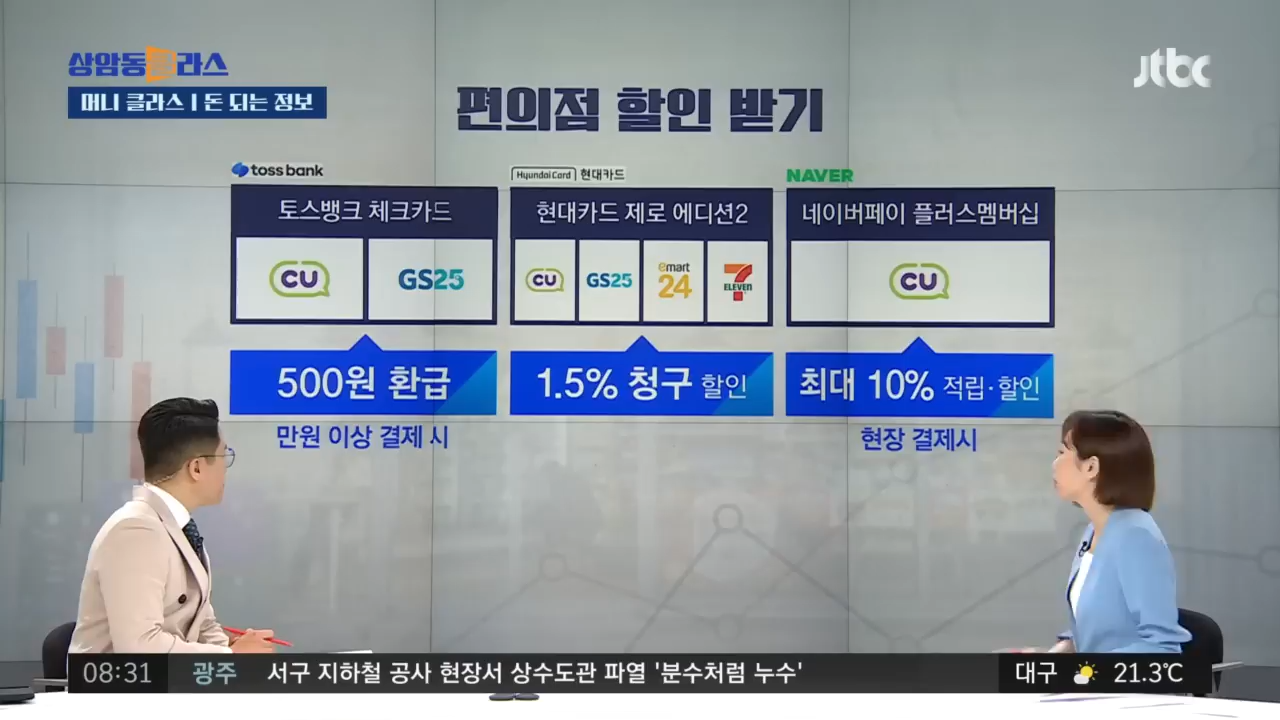 상암동클라스
머니 클라스 | 돈 되는 정보
jtbc
편의점 할인 받기
toss bank
토스뱅크 체크카드
CU
GS25
500원 환급
만원 이상 결제 시
HyundaiCard 현대카드
현대카드 제로 에디션2
CU
GS25
emart
24
7
ELEVEN
1.5% 청구 할인
NAVER
네이버페이 플러스멤버십
CU
최대 10% 적립·할인
현장 결제시
08:31 광주 서구 지하철 공사 현장서 상수도관 파열 '분수처럼 누수' 대구 21.3℃